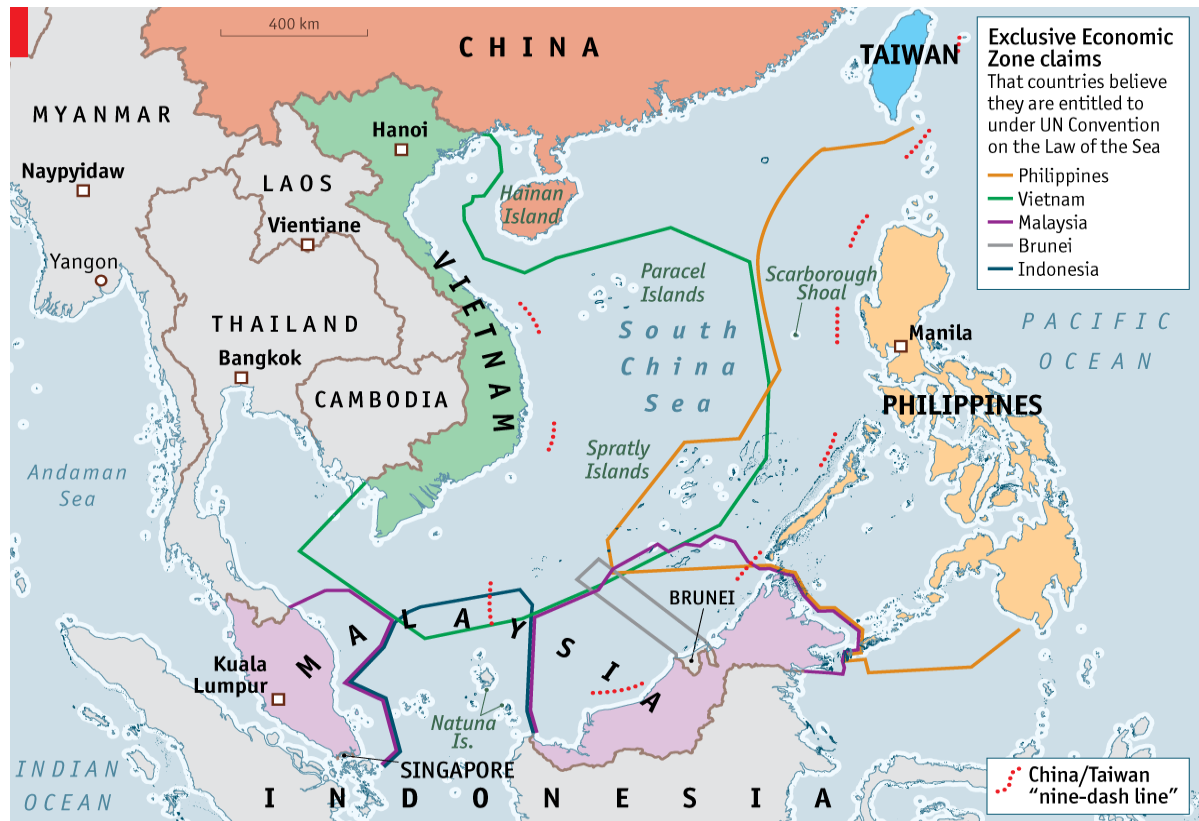 400 km
CHINA
TAIWAN
Exclusive Economic
Zone claims
That countries believe
they are entitled to
under UN Convention
on the Law of the Sea
Philippines
Vietnam
Malaysia
Brunei
Indonesia
MYANMAR
Hanoi
Naypyidaw
LAOS
Hainan
Island
Vientiane
Yangon
VIETNAM
Paracel
Islands
Scarborough
Shoal
THAILAND
South
China
Sea
PACIFIC
OCEAN
Manila
Bangkok
CAMBODIA
PHILIPPINES
Spratly
Islands
Andaman
Sea
BRUNEI
MALAYSIA
Kuala
Lumpur
Natuna
Is.
SINGAPORE
INDIAN
OCEAN
INDONESIA
China/Taiwan
“nine-dash line”